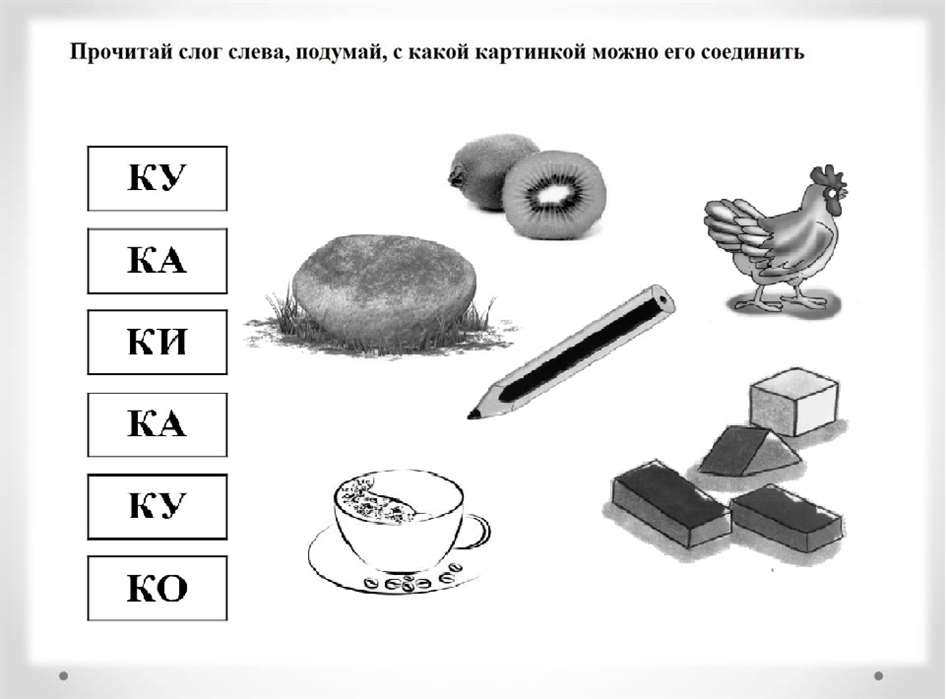 Прочитай слог слева, подумай, с какой картинкой можно его соединить
КУ
КА
КИ
КА
КУ
КО